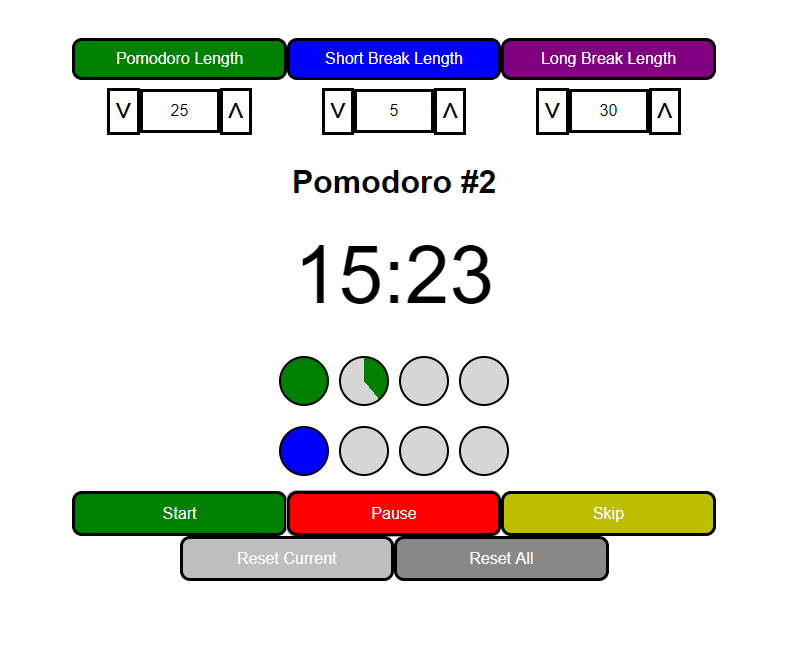 Pomodoro Length Short Break Length Long Break Length
V 25 Λ V 5 Λ V 30 Λ
Pomodoro #2
15:23
Start Pause Skip
Reset Current Reset All